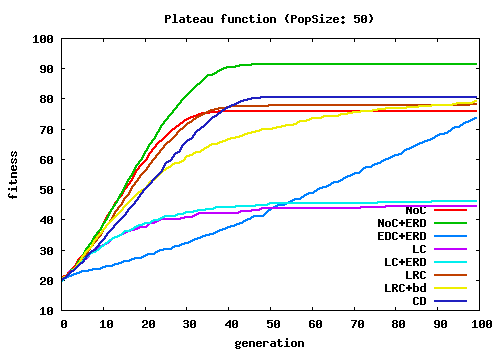 Plateau function (PopSize: 50)
100
90
80
70
60
50
40
30
20
10
fitness
NoC
NoC+ERD
EDC+ERD
LC
LC+ERD
LRC
LRC+bd
CD
0 10 20 30 40 50 60 70 80 90 100
generation